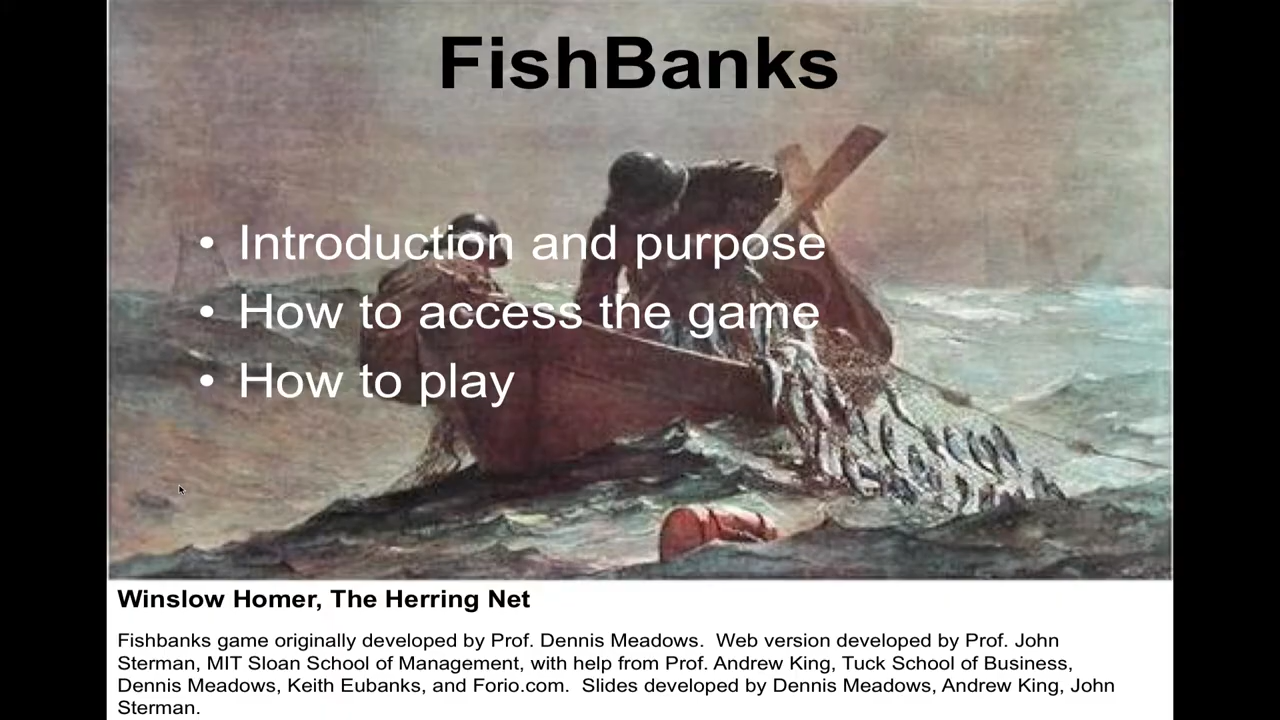 FishBanks
• Introduction and purpose
• How to access the game
• How to play
Winslow Homer, The Herring Net
Fishbanks game originally developed by Prof. Dennis Meadows. Web version developed by Prof. John
Sterman, MIT Sloan School of Management, with help from Prof. Andrew King, Tuck School of Business,
Dennis Meadows, Keith Eubanks, and Forio.com. Slides developed by Dennis Meadows, Andrew King, John
Sterman.